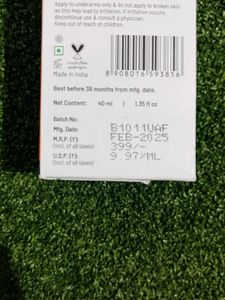 Apply to underarms only & do not apply to broken skin
as this may lead to irritation. If irritation occurs,
discontinue use & consult a physician.
Keep out of reach of children.
Made in India
8 908016 593856
Best before 36 months from mfg. date.
Net Content: 40 ml | 1.35 fl oz
Batch No:
B1011UAF
Mfg. Date: FEB-2025
M.R.P. (₹): 399/-
(Incl. of all taxes)
U.S.P. (₹): 9.97/ML
(Incl. of all taxes)